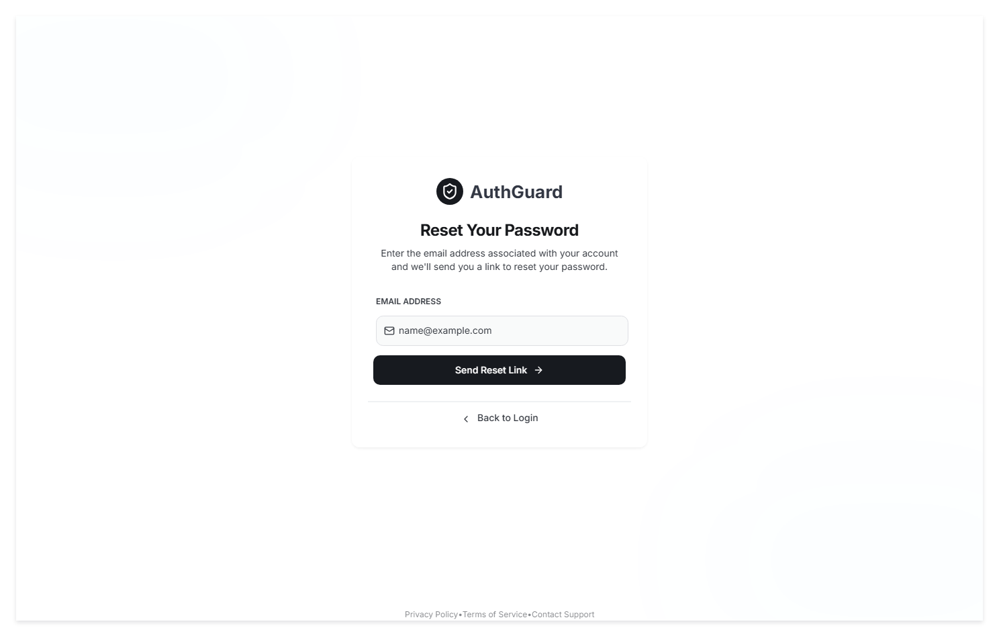 AuthGuard
Reset Your Password
Enter the email address associated with your account
and we'll send you a link to reset your password.
EMAIL ADDRESS
name@example.com
Send Reset Link
Back to Login
Privacy Policy•Terms of Service•Contact Support